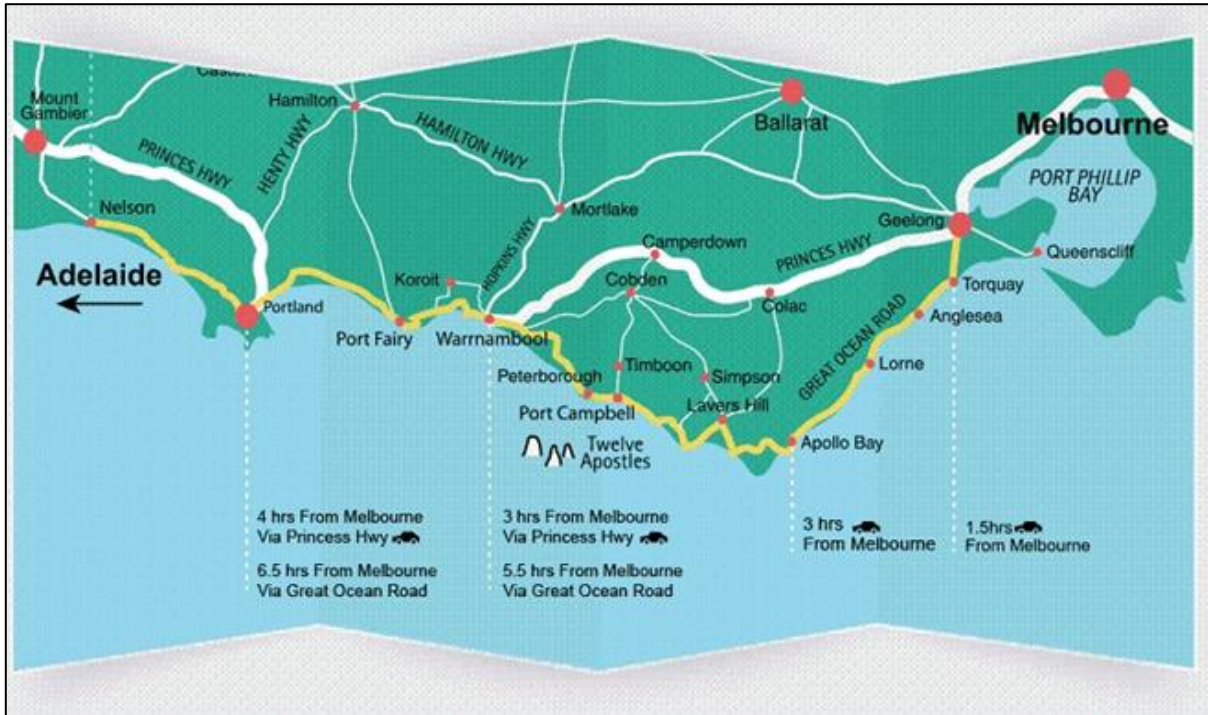 Mount
Gambier
Hamilton
Ballarat
Melbourne
PRINCES HWY
HENTY HWY
HAMILTON HWY
PORT PHILLIP
BAY
Nelson
Mortlake
Geelong
HOPKINS HWY
Camperdown
PRINCES HWY
Queenscliff
Adelaide
Koroit
Cobden
Colac
Torquay
Portland
Port Fairy
Warrnambool
Anglesea
GREAT OCEAN ROAD
Timboon
Lorne
Peterborough
Simpson
Port Campbell
Lavers Hill
Twelve
Apostles
Apollo Bay
4 hrs From Melbourne
Via Princess Hwy
6.5 hrs From Melbourne
Via Great Ocean Road
3 hrs From Melbourne
Via Princess Hwy
5.5 hrs From Melbourne
Via Great Ocean Road
3 hrs
From Melbourne
1.5hrs
From Melbourne